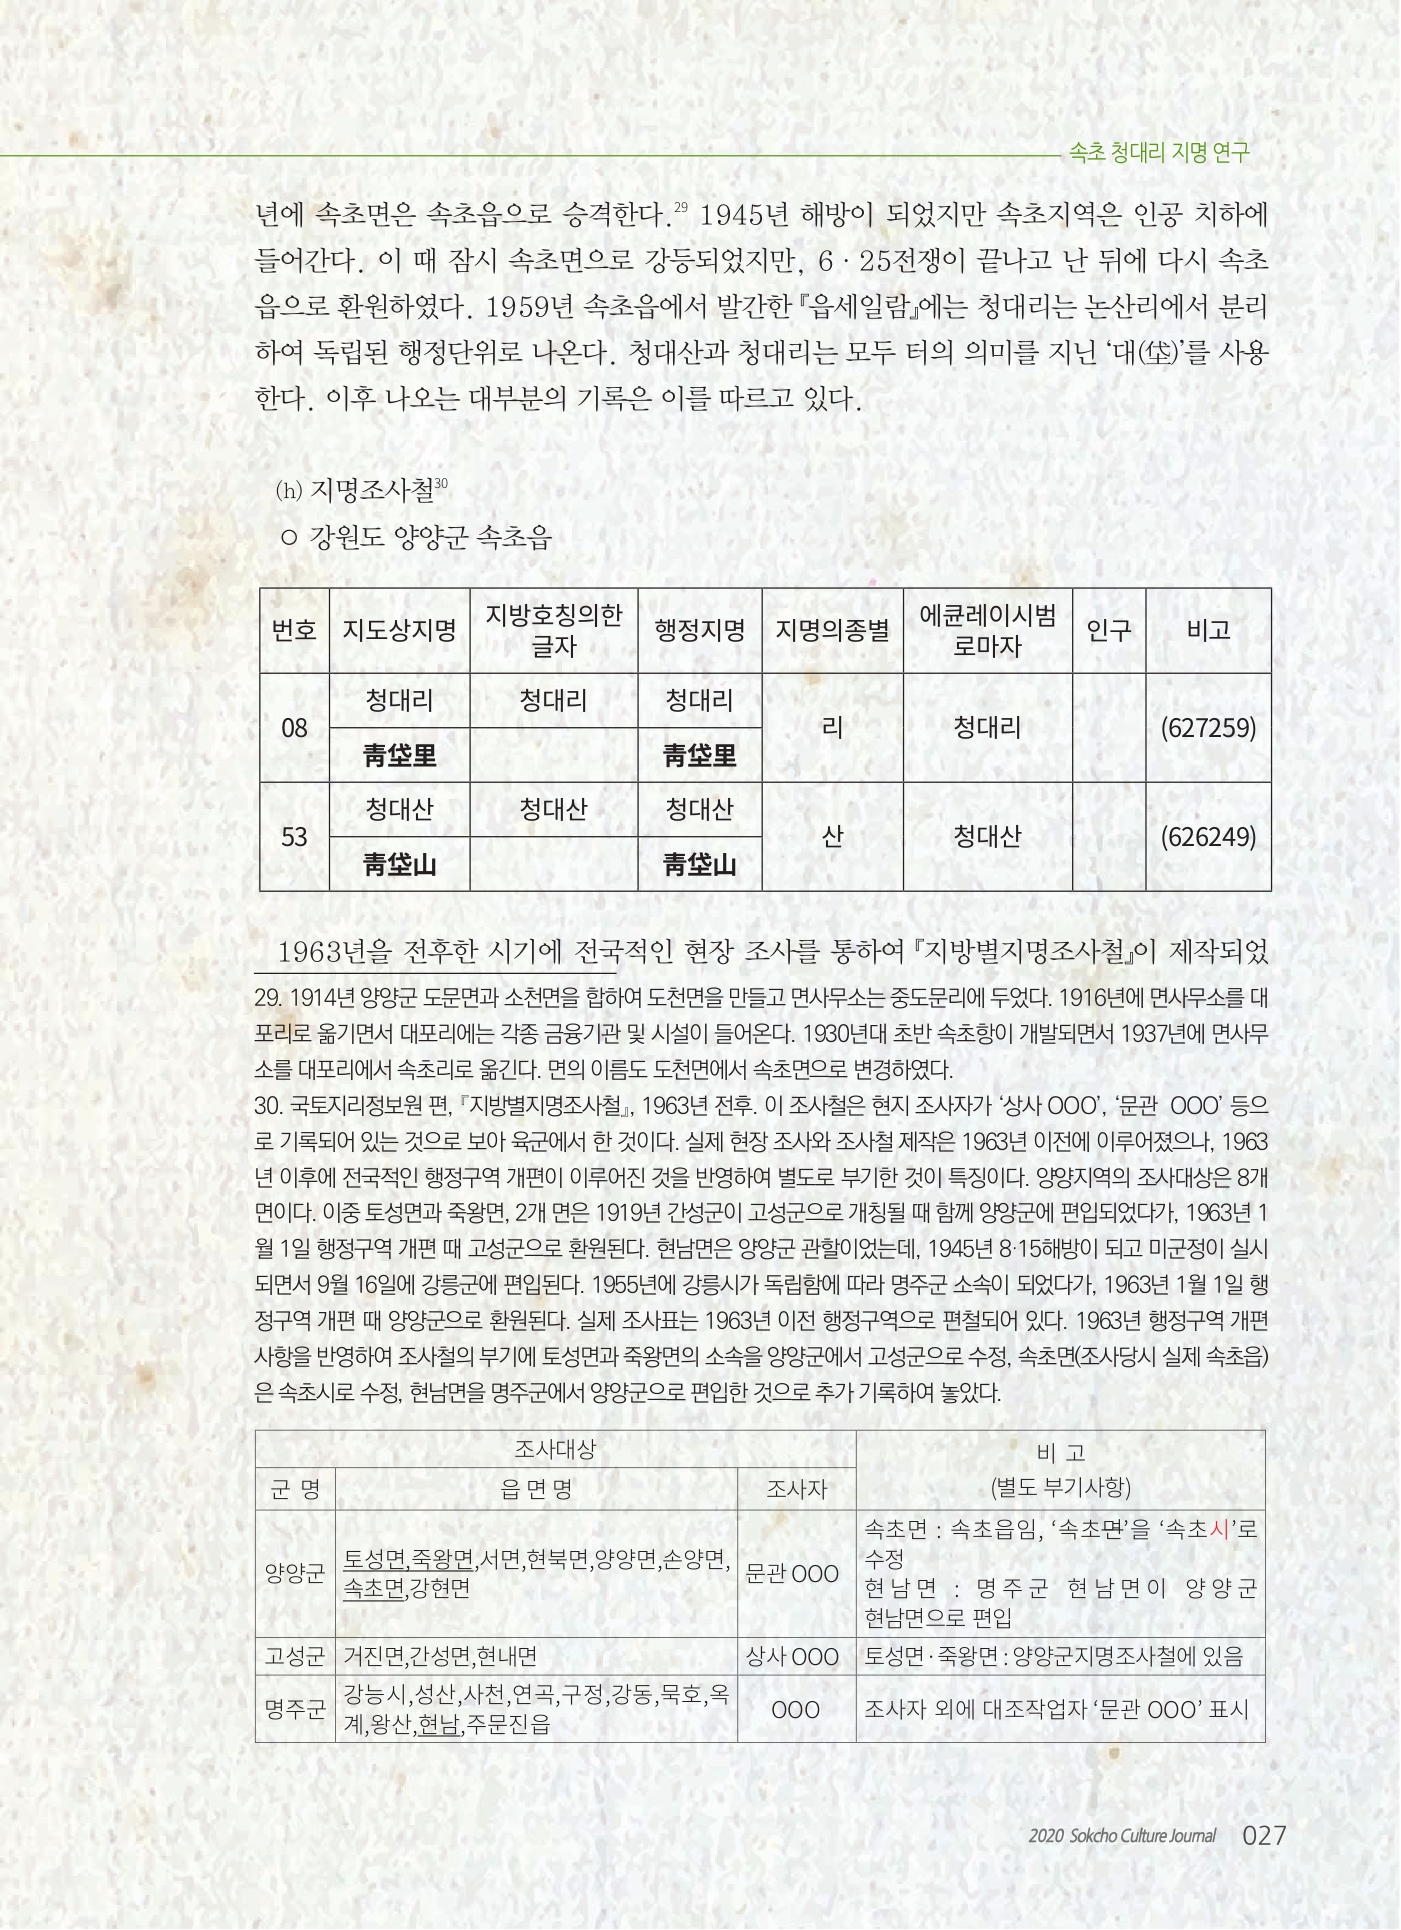 속초 청대리 지명 연구
년에 속초면은 속초읍으로 승격한다.29 1945년 해방이 되었지만 속초지역은 인공 치하에
들어간다. 이 때 잠시 속초면으로 강등되었지만, 6·25전쟁이 끝나고 난 뒤에 다시 속초
읍으로 환원하였다. 1959년 속초읍에서 발간한 『읍세일람』에는 청대리는 논산리에서 분리
하여 독립된 행정단위로 나온다. 청대산과 청대리는 모두 터의 의미를 지닌 ‘대(垈)’를 사용
한다. 이후 나오는 대부분의 기록은 이를 따르고 있다.
(h) 지명조사철30
○ 강원도 양양군 속초읍
번호 지도상지명 지방호칭의한 글자 행정지명 지명의종별 에큔레이시범 로마자 인구 비고
08 청대리 청대리 청대리 리 청대리 (627259)
靑垈里 靑垈里
53 청대산 청대산 청대산 산 청대산 (626249)
靑垈山 靑垈山
1963년을 전후한 시기에 전국적인 현장 조사를 통하여 『지방별지명조사철』이 제작되었
29. 1914년 양양군 도문면과 소천면을 합하여 도천면을 만들고 면사무소는 중도문리에 두었다. 1916년에 면사무소를 대
포리로 옮기면서 대포리에는 각종 금융기관 및 시설이 들어온다. 1930년대 초반 속초항이 개발되면서 1937년에 면사무
소를 대포리에서 속초리로 옮긴다. 면의 이름도 도천면에서 속초면으로 변경하였다.
30. 국토지리정보원 편, 『지방별지명조사철』, 1963년 전후. 이 조사철은 현지 조사자가 ‘상사 OOO’, ‘문관 OOO’ 등으
로 기록되어 있는 것으로 보아 육군에서 한 것이다. 실제 현장 조사와 조사철 제작은 1963년 이전에 이루어졌으나, 1963
년 이후에 전국적인 행정구역 개편이 이루어진 것을 반영하여 별도로 부기한 것이 특징이다. 양양지역의 조사대상은 8개
면이다. 이중 토성면과 죽왕면, 2개 면은 1919년 간성군이 고성군으로 개칭될 때 함께 양양군에 편입되었다가, 1963년 1
월 1일 행정구역 개편 때 고성군으로 환원된다. 현남면은 양양군 관할이었는데, 1945년 8·15해방이 되고 미군정이 실시
되면서 9월 16일에 강릉군에 편입된다. 1955년에 강릉시가 독립함에 따라 명주군 소속이 되었다가, 1963년 1월 1일 행
정구역 개편 때 양양군으로 환원된다. 실제 조사표는 1963년 이전 행정구역으로 편철되어 있다. 1963년 행정구역 개편
사항을 반영하여 조사철의 부기에 토성면과 죽왕면의 소속을 양양군에서 고성군으로 수정, 속초면(조사당시 실제 속초읍)
은 속초시로 수정, 현남면을 명주군에서 양양군으로 편입한 것으로 추가 기록하여 놓았다.
조사대상 비 고
군 명 읍 면 명 조사자 (별도 부기사항)
양양군 토성면,죽왕면,서면,현북면,양양면,손양면, 속초면,강현면 문관 OOO 속초면 : 속초읍임, ‘속초면’을 ‘속초시’로
수정
현남면 : 명주군 현남면이 양양군
현남면으로 편입
고성군 거진면,간성면,현내면 상사 OOO 토성면·죽왕면 : 양양군지명조사철에 있음
명주군 강능시,성산,사천,연곡,구정,강동,묵호,옥
계,왕산,현남,주문진읍 OOO 조사자 외에 대조작업자 ‘문관 OOO’ 표시
2020 Sokcho Culture Journal 027